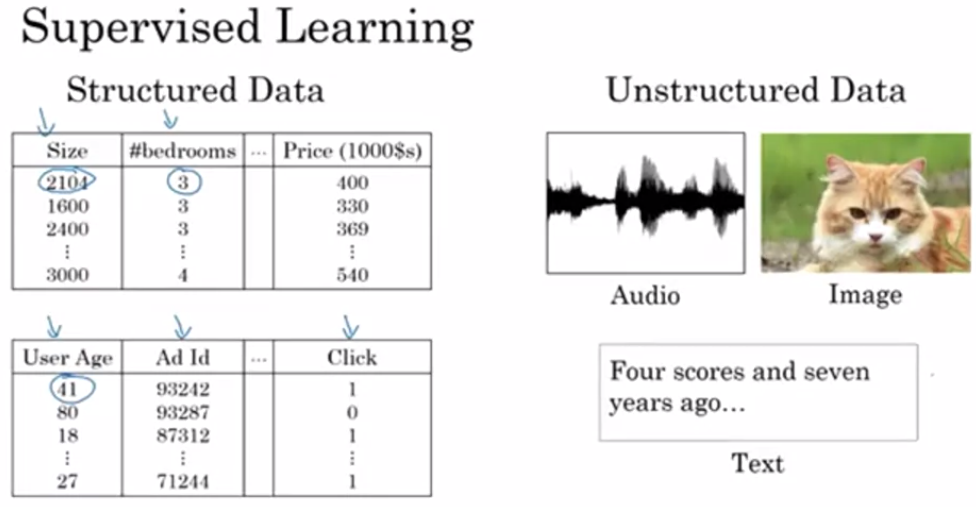 Supervised Learning
Structured Data
Size #bedrooms ... Price (1000$s)
2104 3 400
1600 3 330
2400 3 369
⋮ ⋮ ⋮
3000 4 540
User Age Ad Id ... Click
41 93242 1
80 93287 0
18 87312 1
⋮ ⋮ ⋮
27 71244 1
Unstructured Data
Audio
Image
Four scores and seven
years ago...
Text